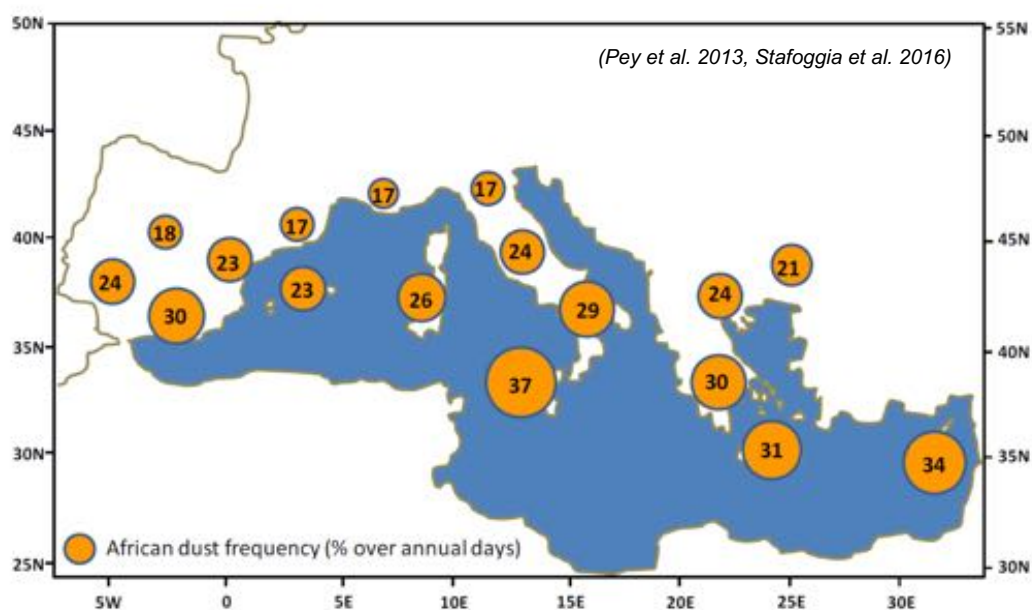 50N
55N
(Pey et al. 2013, Stafoggia et al. 2016)
45N
50N
17
17
17
18
40N
45N
23
24
21
24
23
26
24
30
29
35N
40N
37
30
31
34
30N
35N
African dust frequency (% over annual days)
25N
30N
5W
0
5E
10E
15E
20E
25E
30E